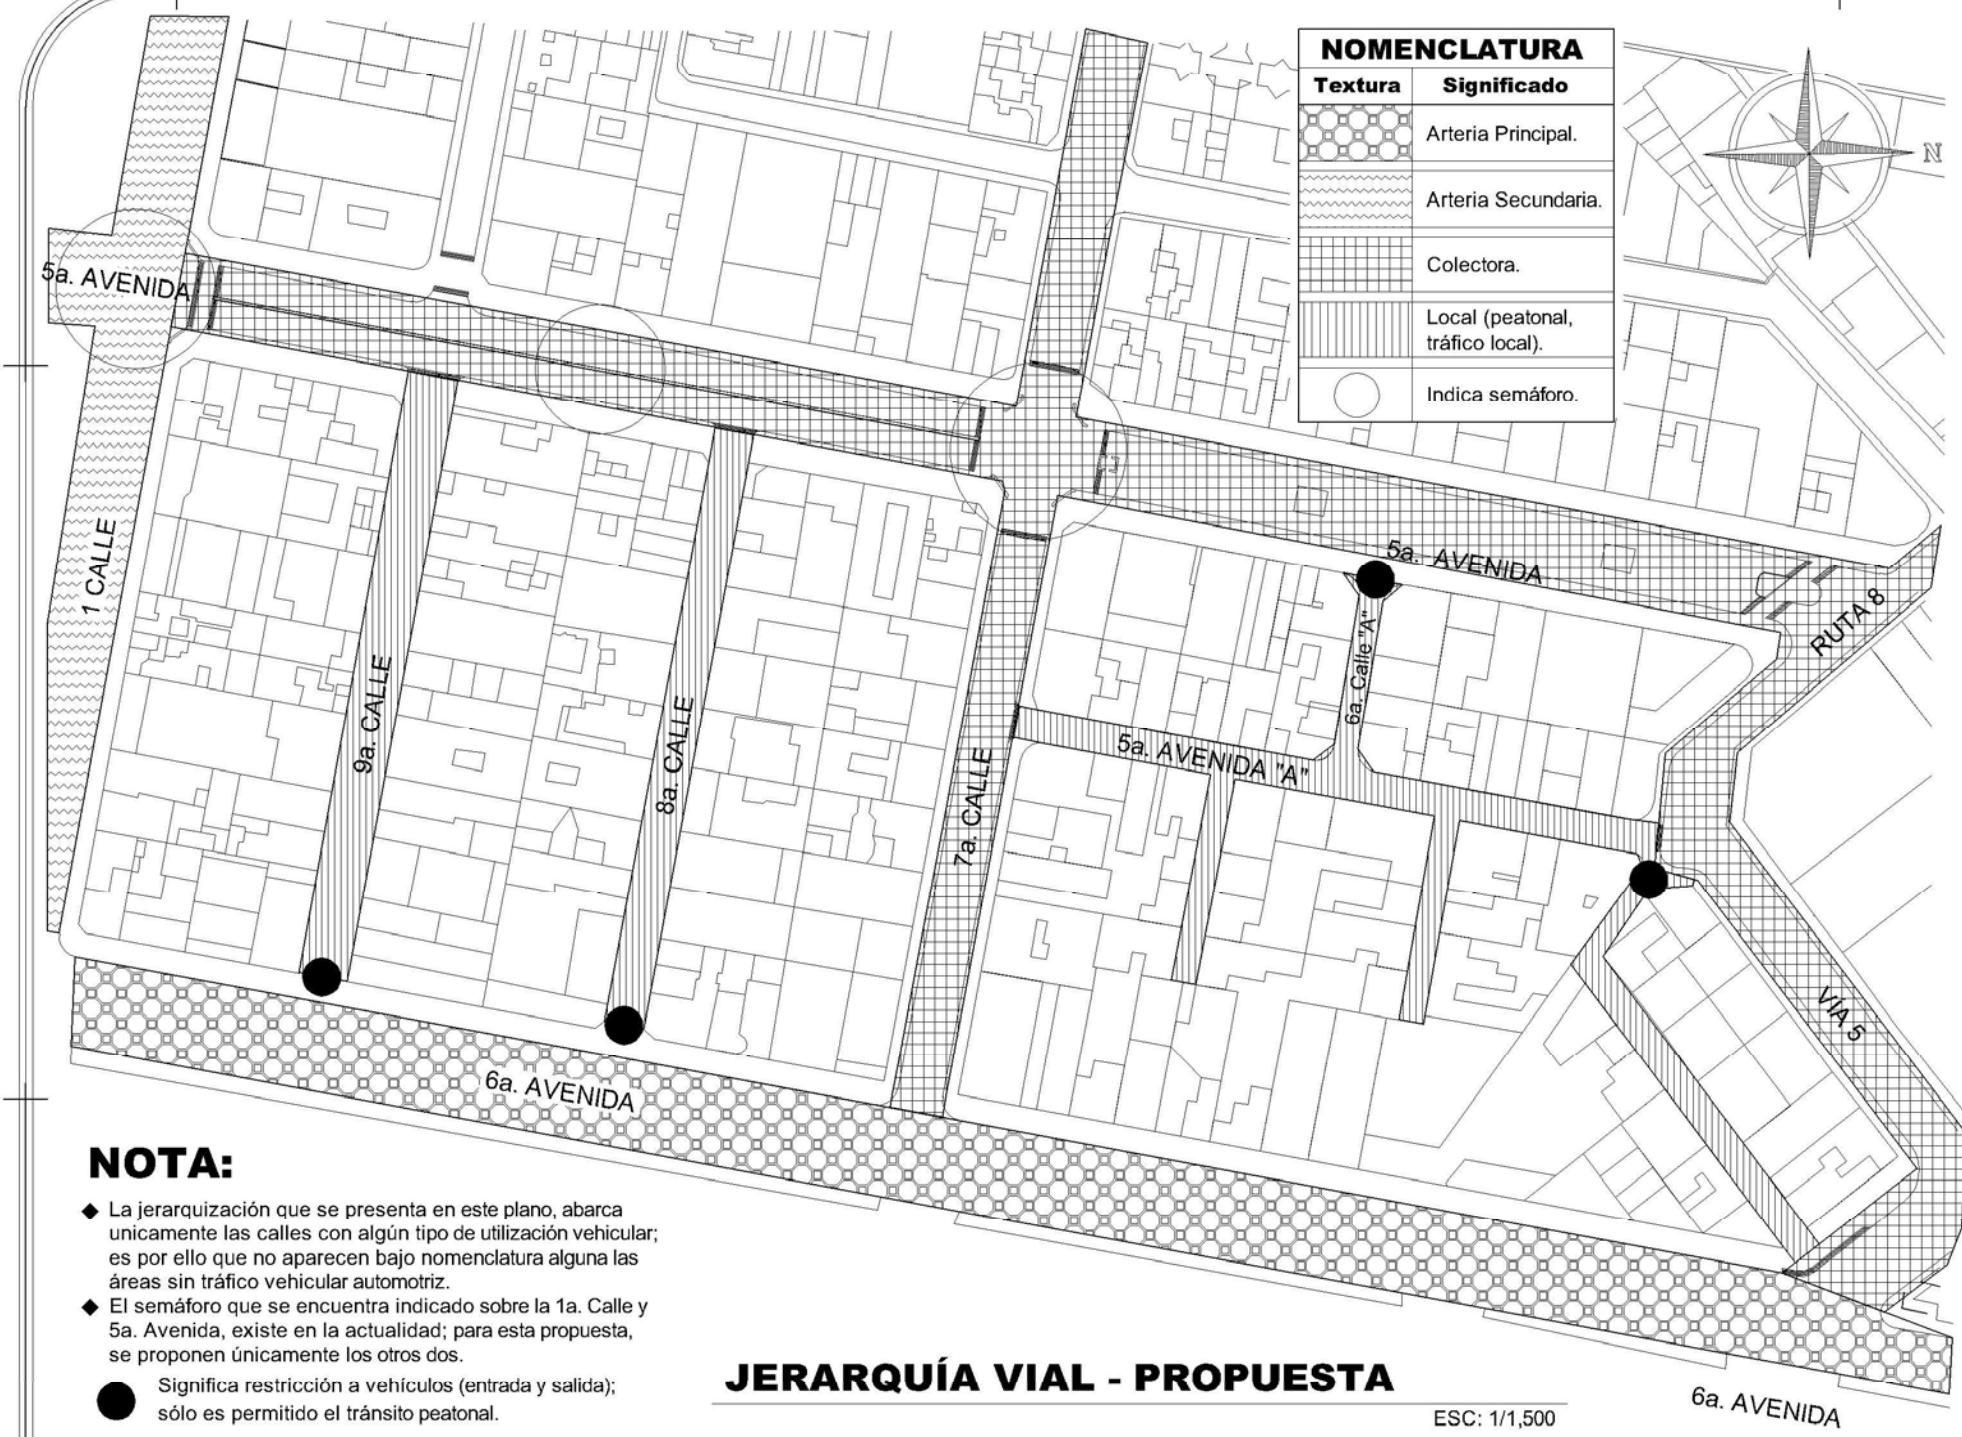 NOMENCLATURA
Textura Significado
Arteria Principal.
Arteria Secundaria.
Colectora.
Local (peatonal,
tráfico local).
Indica semáforo.
N
5a. AVENIDA
1 CALLE
9a. CALLE
8a. CALLE
7a. CALLE
5a. AVENIDA
6a. Calle "A"
5a. AVENIDA "A"
RUTA 8
VIA 5
6a. AVENIDA
NOTA:
◆ La jerarquización que se presenta en este plano, abarca
unicamente las calles con algún tipo de utilización vehicular;
es por ello que no aparecen bajo nomenclatura alguna las
áreas sin tráfico vehicular automotriz.
◆ El semáforo que se encuentra indicado sobre la 1a. Calle y
5a. Avenida, existe en la actualidad; para esta propuesta,
se proponen únicamente los otros dos.
Significa restricción a vehículos (entrada y salida);
sólo es permitido el tránsito peatonal.
JERARQUÍA VIAL - PROPUESTA
ESC: 1/1,500
6a. AVENIDA